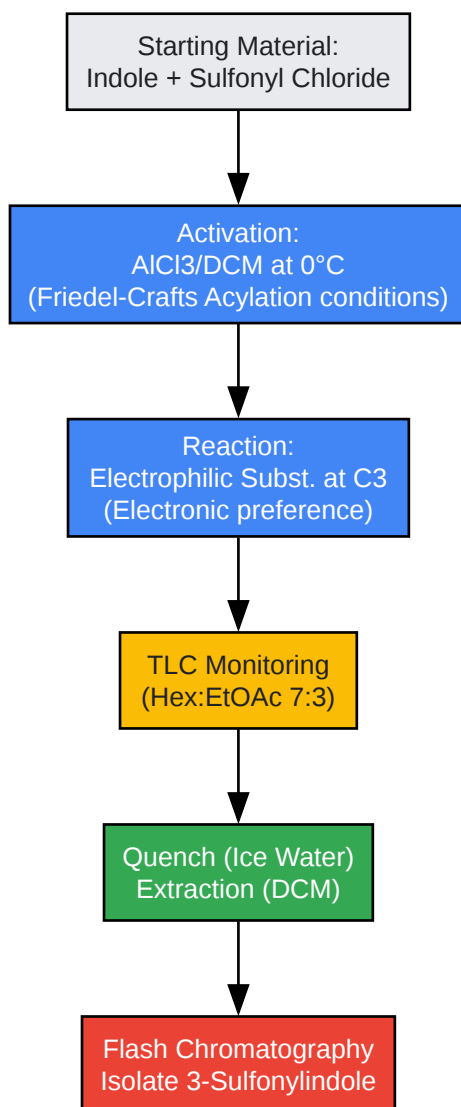 Starting Material:
Indole + Sulfonyl Chloride
Activation:
AlCl3/DCM at 0°C
(Friedel-Crafts Acylation conditions)
Reaction:
Electrophilic Subst. at C3
(Electronic preference)
TLC Monitoring
(Hex:EtOAc 7:3)
Quench (Ice Water)
Extraction (DCM)
Flash Chromatography
Isolate 3-Sulfonylindole